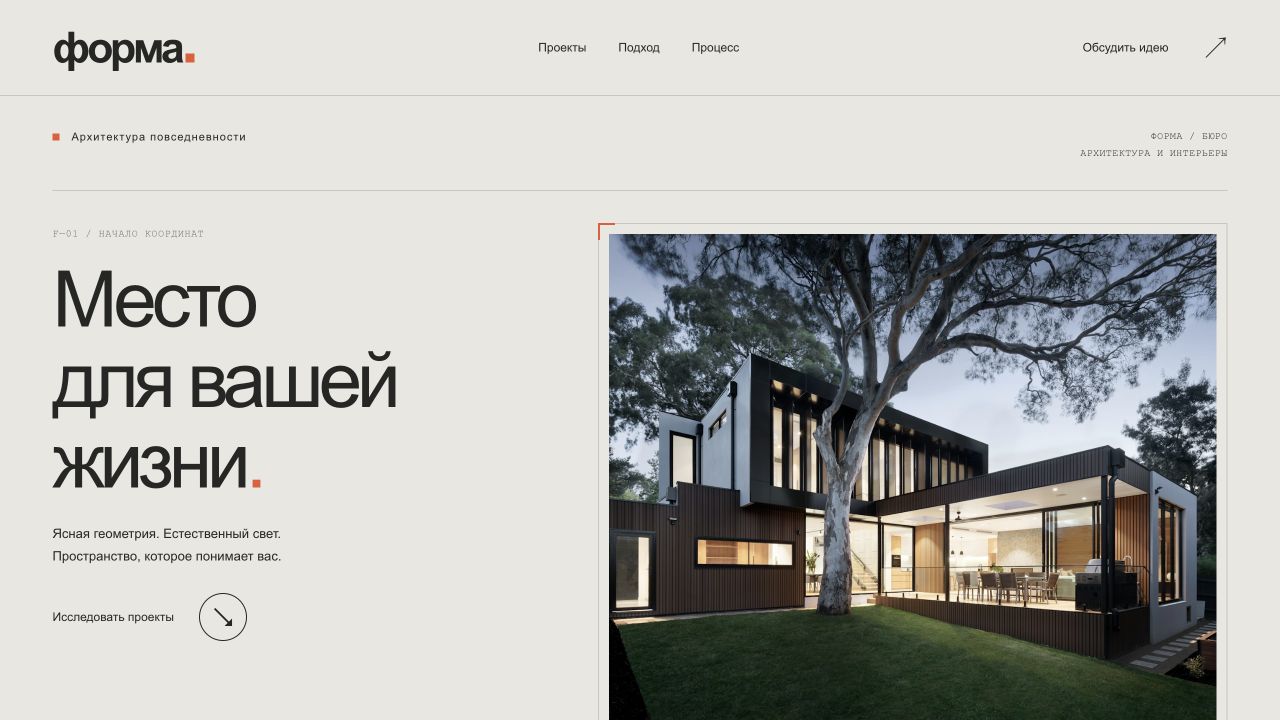 форма.
Проекты
Подход
Процесс
Обсудить идею
Архитектура повседневности
ФОРМА / БЮРО
АРХИТЕКТУРА И ИНТЕРЬЕРЫ
F—01 / НАЧАЛО КООРДИНАТ
Место
для вашей
жизни.
Ясная геометрия. Естественный свет.
Пространство, которое понимает вас.
Исследовать проекты